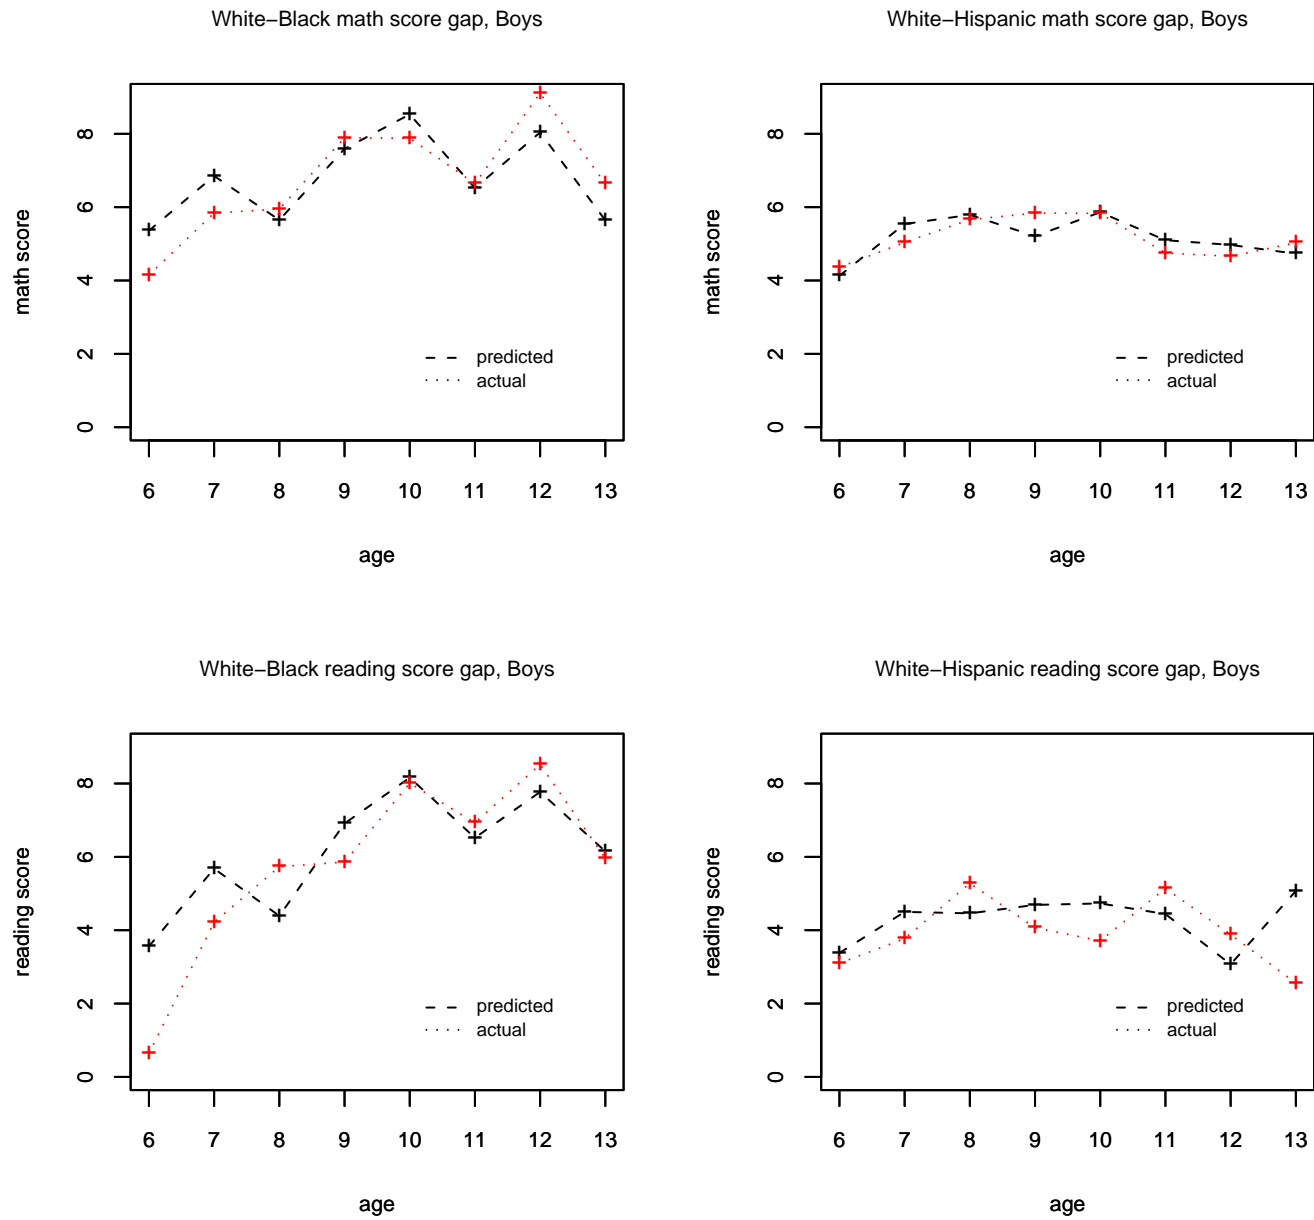 White−Black math score gap, Boys
math score
0 2 4 6 8
predicted
actual
6 7 8 9 10 11 12 13
age
White−Hispanic math score gap, Boys
math score
0 2 4 6 8
predicted
actual
6 7 8 9 10 11 12 13
age
White−Black reading score gap, Boys
reading score
0 2 4 6 8
predicted
actual
6 7 8 9 10 11 12 13
age
White−Hispanic reading score gap, Boys
reading score
0 2 4 6 8
predicted
actual
6 7 8 9 10 11 12 13
age